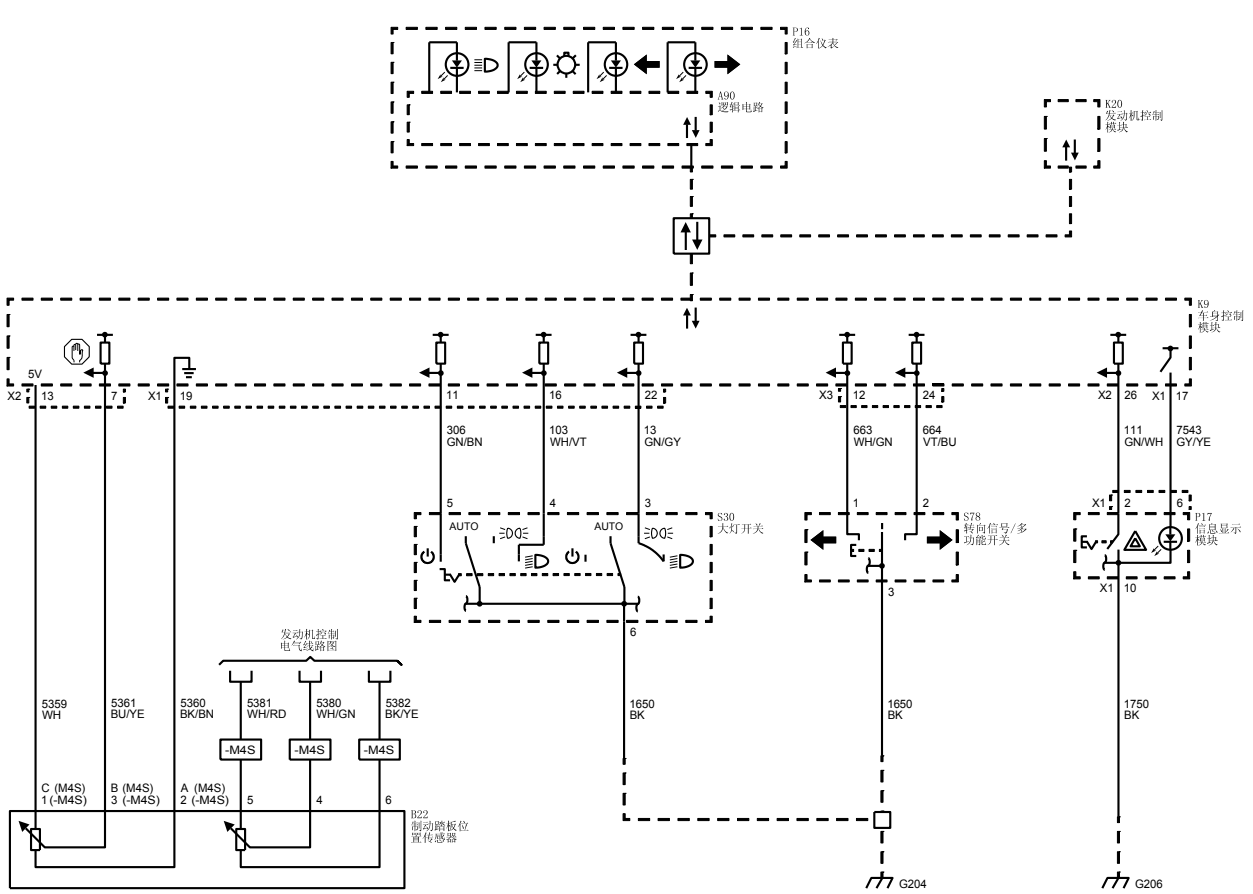 P16
组合仪表
A90
逻辑电路
K20
发动机控制
模块
K9
车身控制
模块
5V
X2 13 7 X1 19 11 16 22 X3 12 24 X2 26 X1 17
306
GN/BN
103
WH/VT
13
GN/GY
663
WH/GN
664
VT/BU
111
GN/WH
7543
GY/YE
5 4 3 1 2 X1 2 6
S30
大灯开关
AUTO
AUTO
S78
转向信号/多
功能开关
P17
信息显示
模块
6 3 X1 10
发动机控制
电气线路图
5359
WH
5361
BU/YE
5360
BK/BN
5381
WH/RD
5380
WH/GN
5382
BK/YE
1650
BK
1650
BK
1750
BK
-M4S -M4S -M4S
C (M4S)
1 (-M4S)
B (M4S)
3 (-M4S)
A (M4S)
2 (-M4S)
5 4 6
B22
制动踏板位
置传感器
G204
G206